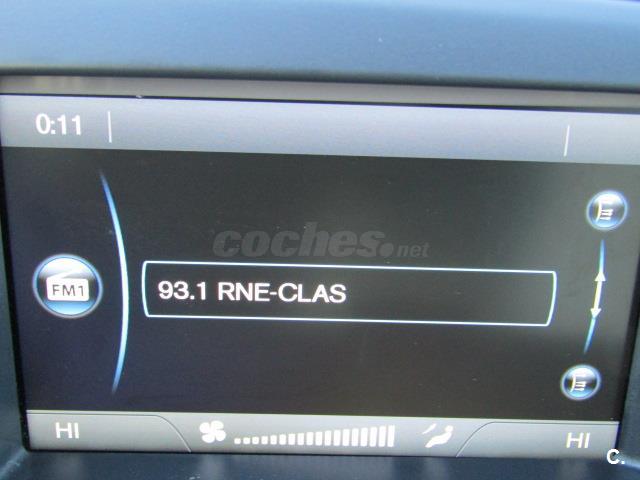 0:11
coches.net
FM1
93.1 RNE-CLAS
HI
HI
C.